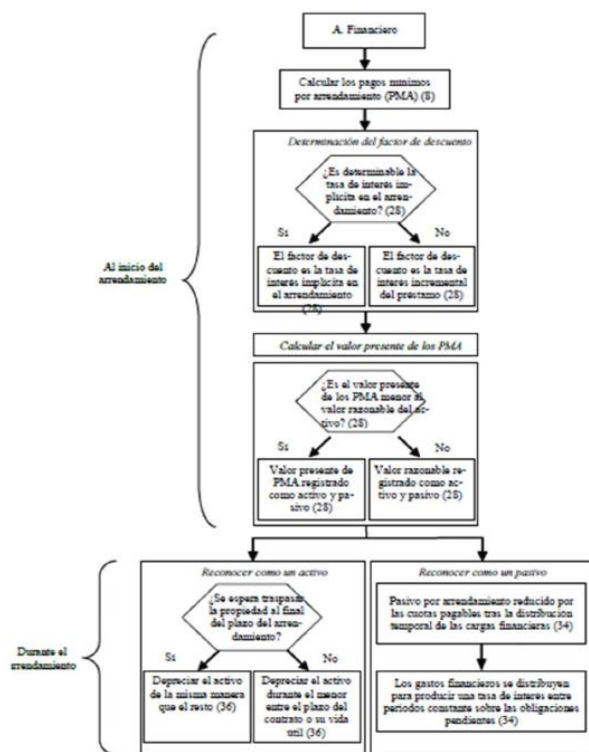 A. Financiero
Calcular los pagos mínimos
por arrendamiento (PMA) (8)
Determinación del factor de descuento
¿Es determinable la
tasa de interés im-
plícita en el arren-
damiento? (28)
Sí
No
El factor de des-
cuento es la tasa de
interés implícita en
el arrendamiento
(28)
El factor de des-
cuento es la tasa de
interés incremental
del préstamo (28)
Al inicio del
arrendamiento
Calcular el valor presente de los PMA
¿Es el valor presente
de los PMA menor al
valor razonable del ac-
tivo? (28)
Sí
No
Valor presente de
PMA registrado
como activo y pa-
sivo (28)
Valor razonable re-
gistrado como ac-
tivo y pasivo (28)
Reconocer como un activo
¿Se espera traspasar
la propiedad al final
del plazo del arren-
damiento?
Sí
No
Depreciar el activo
de la misma manera
que el resto (36)
Depreciar el activo
durante el menor
entre el plazo del
contrato o su vida
útil (36)
Reconocer como un pasivo
Pasivo por arrendamiento reducido por
las cuotas pagables tras la distribución
temporal de las cargas financieras (34)
Los gastos financieros se distribuyen
para producir una tasa de interés entre
periodos constante sobre las obligaciones
pendientes (34)
Durante el
rrendamiento